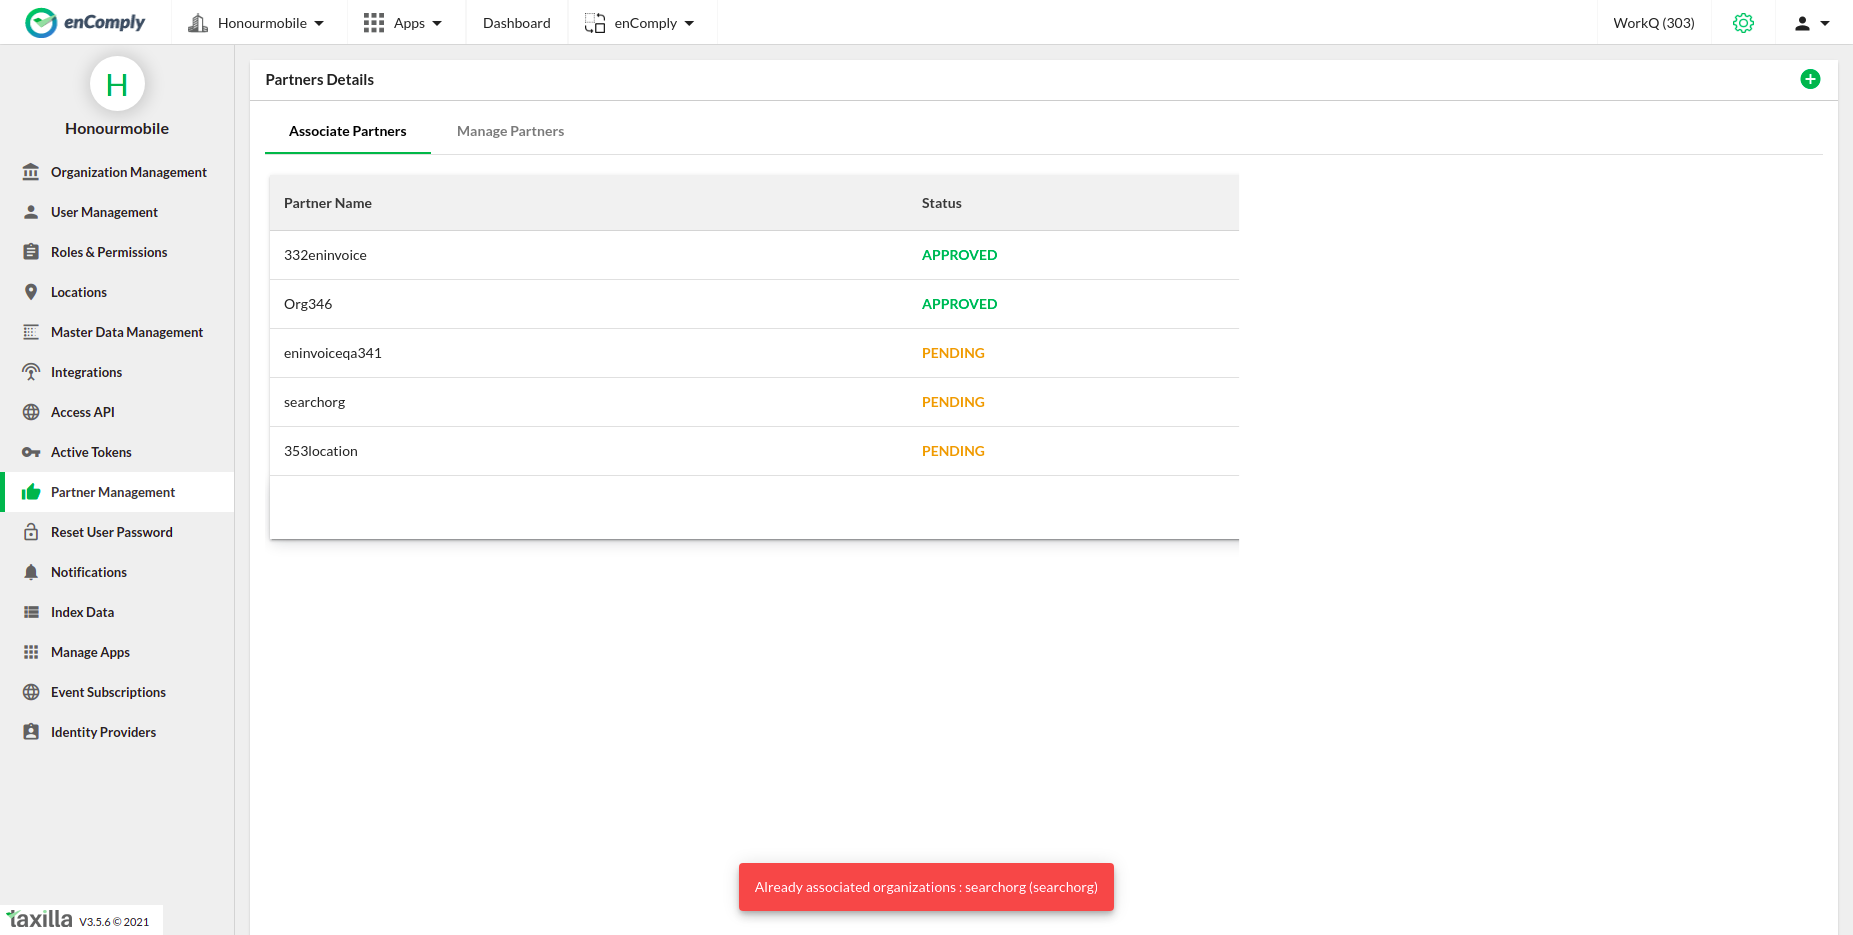 enComply
Honourmobile
Apps
Dashboard
enComply
WorkQ (303)
H
Honourmobile
Organization Management
User Management
Roles & Permissions
Locations
Master Data Management
Integrations
Access API
Active Tokens
Partner Management
Reset User Password
Notifications
Index Data
Manage Apps
Event Subscriptions
Identity Providers
taxilla V3.5.6 © 2021
Partners Details
Associate Partners Manage Partners
Partner Name Status
332eninvoice APPROVED
Org346 APPROVED
eninvoiceqa341 PENDING
searchorg PENDING
353location PENDING
Already associated organizations : searchorg (searchorg)